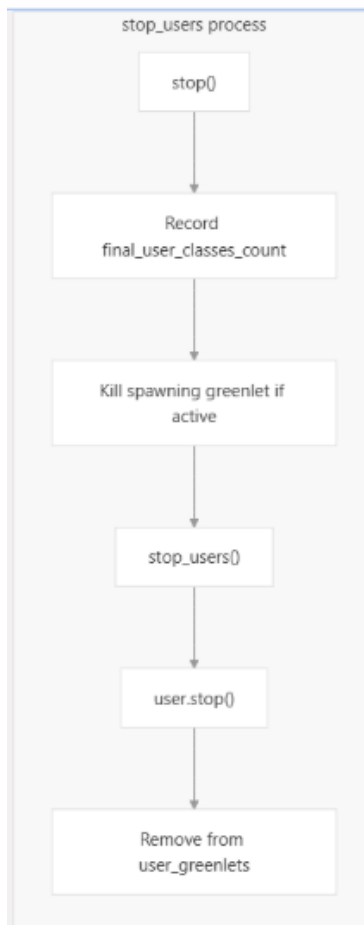 stop_users process
stop()
Record
final_user_classes_count
Kill spawning greenlet if
active
stop_users()
user.stop()
Remove from
user_greenlets